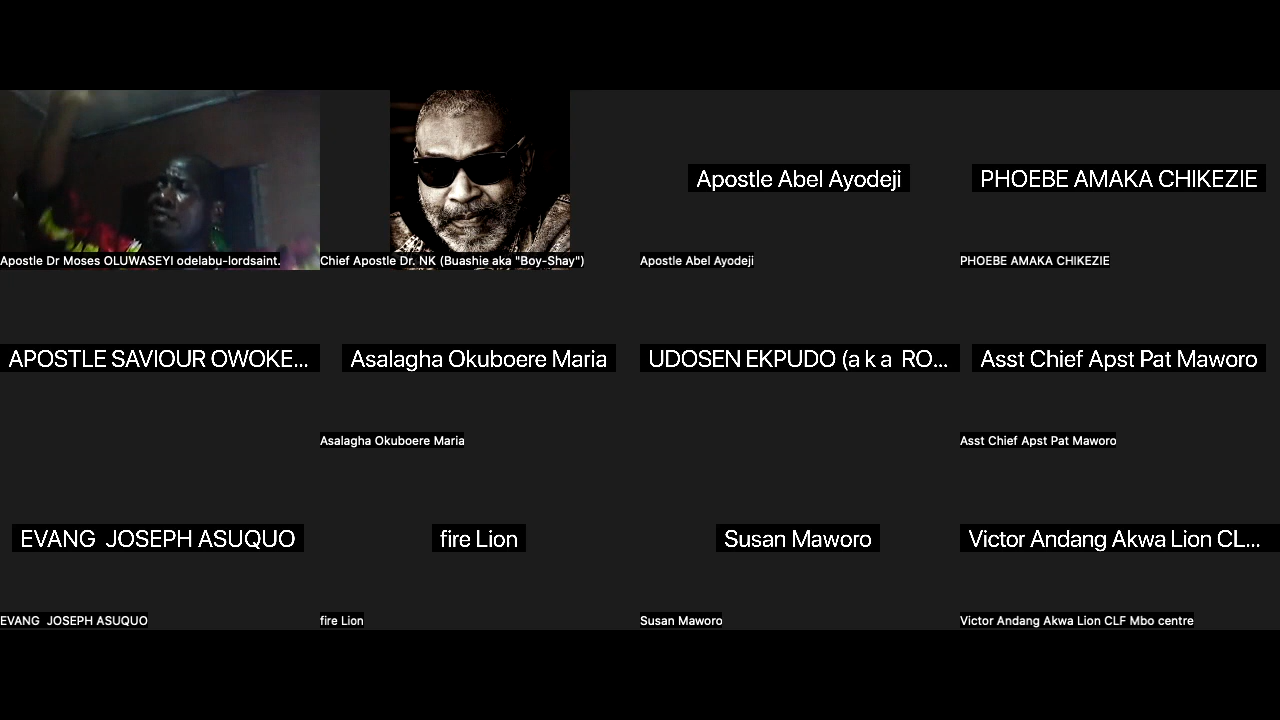 Apostle Abel Ayodeji
PHOEBE AMAKA CHIKEZIE
Apostle Dr Moses OLUWASEYI odelabu-lordsaint.
Chief Apostle Dr. NK (Buashie aka "Boy-Shay")
Apostle Abel Ayodeji
PHOEBE AMAKA CHIKEZIE
APOSTLE SAVIOUR OWOKE...
Asalagha Okuboere Maria
UDOSEN EKPUDO (a k a RO...
Asst Chief Apst Pat Maworo
Asalagha Okuboere Maria
Asst Chief Apst Pat Maworo
EVANG JOSEPH ASUQUO
fire Lion
Susan Maworo
Victor Andang Akwa Lion CL...
EVANG JOSEPH ASUQUO
fire Lion
Susan Maworo
Victor Andang Akwa Lion CLF Mbo centre